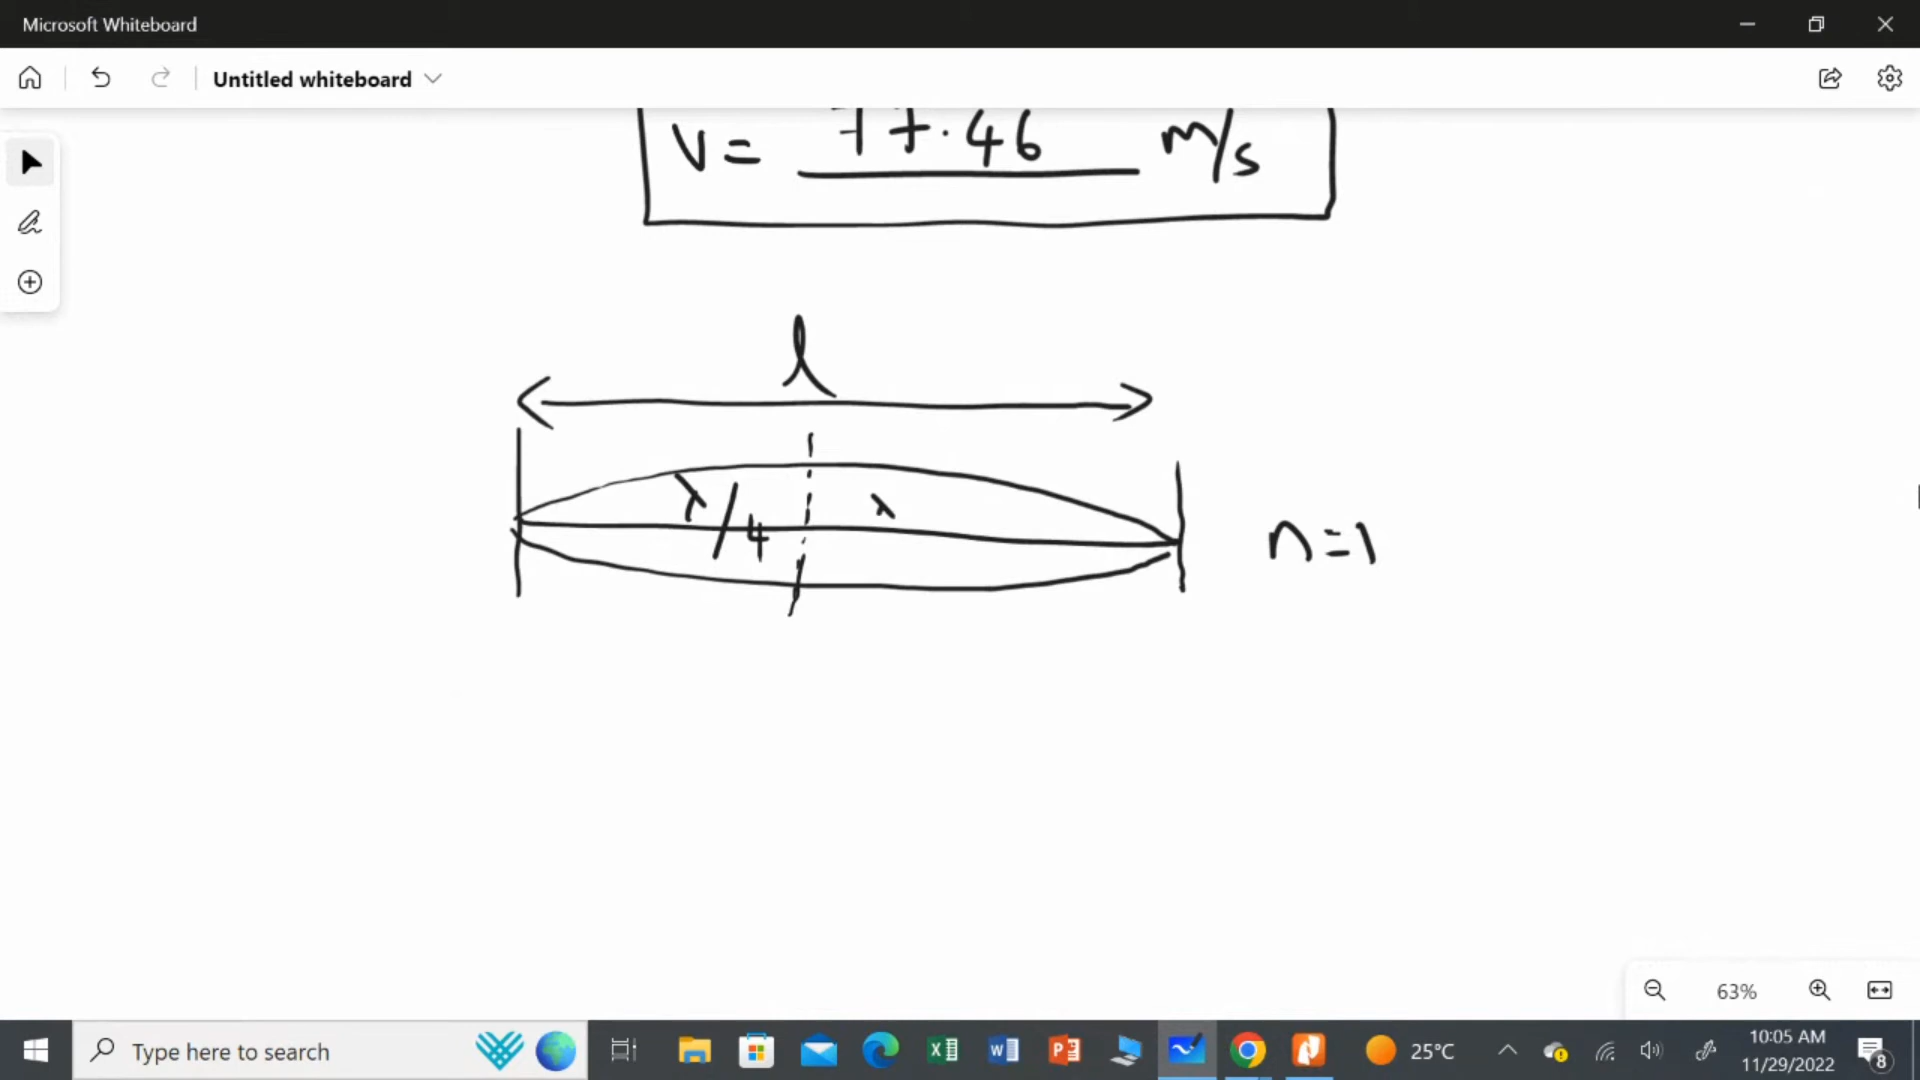 Microsoft Whiteboard
Untitled whiteboard
v = 77.46 m/s
l
λ/4 λ
n=1
63%
Type here to search
25°C
10:05 AM
11/29/2022
8